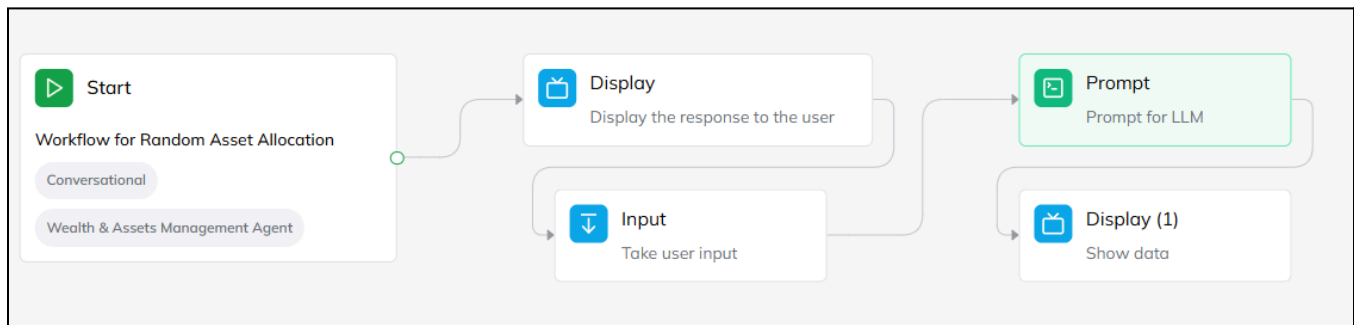 Start
Workflow for Random Asset Allocation
Conversational
Wealth & Assets Management Agent
Display
Display the response to the user
Input
Take user input
Prompt
Prompt for LLM
Display (1)
Show data